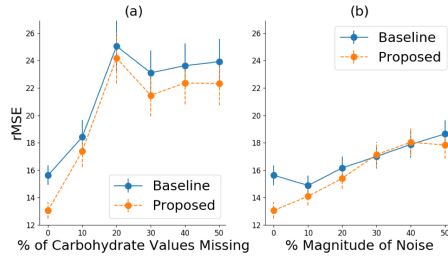 (a)
(b)
26
24
22
20
18
16
14
12
rMSE
0 10 20 30 40 50
% of Carbohydrate Values Missing
Baseline
Proposed
26
24
22
20
18
16
14
12
0 10 20 30 40 50
% Magnitude of Noise
Baseline
Proposed